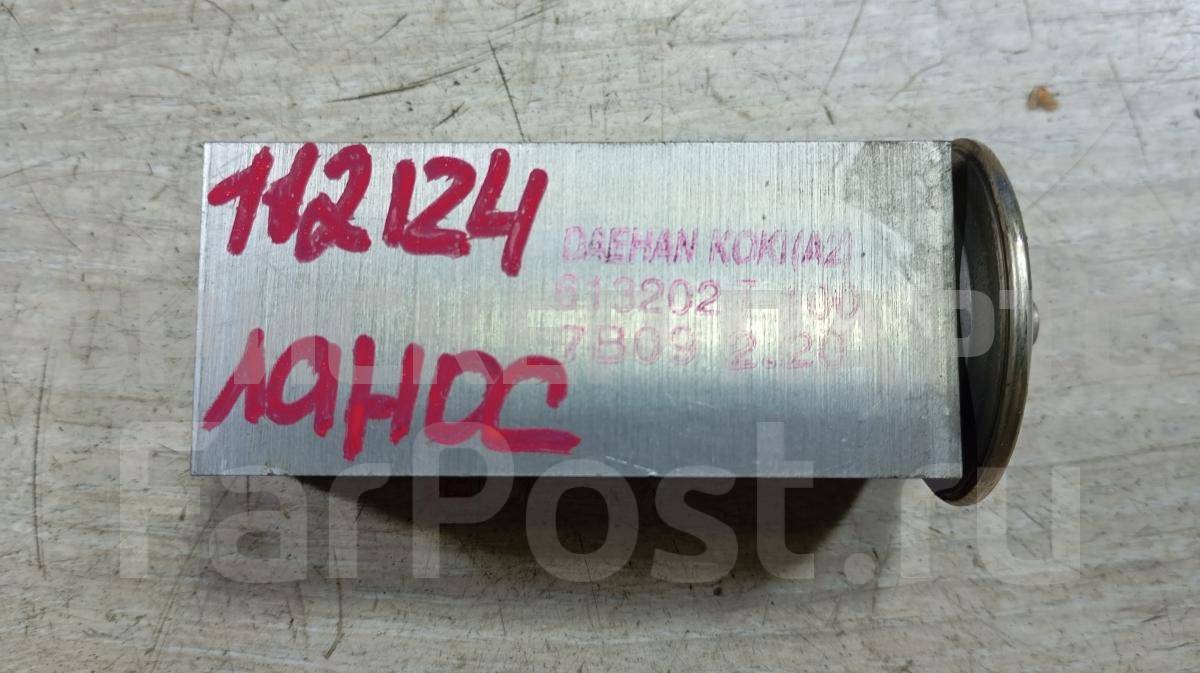 112124
19HDC
DAEHAN KOKI(A2)
613202
7B09 2.20
FarPost.ru